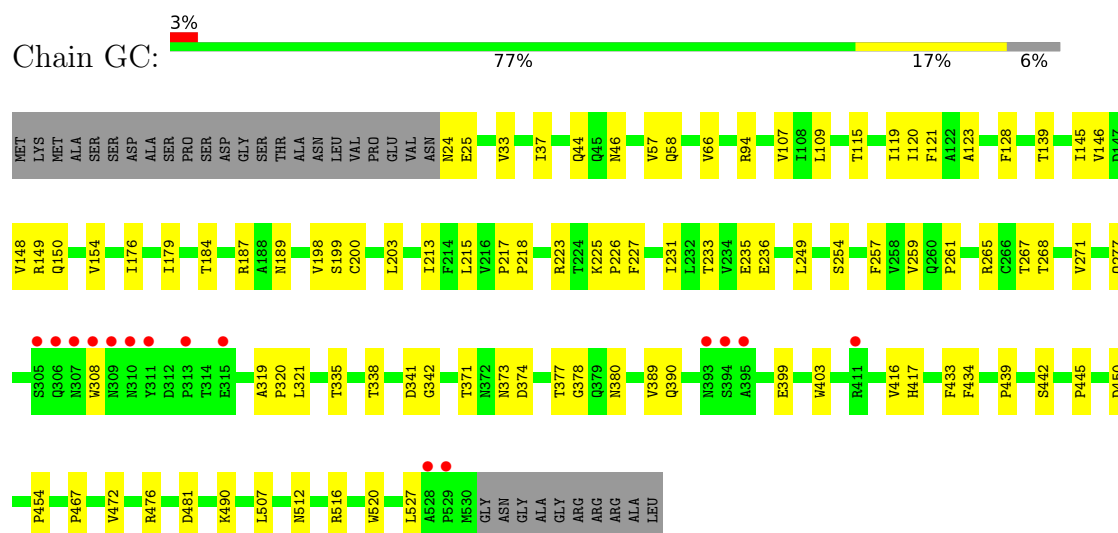 3%
Chain GC:
77% 17% 6%
MET LYS MET ALA SER SER ASP ALA SER PRO SER ASP GLY SER THR ALA ASN LEU VAL PRO GLU VAL ASN N24 E25 V33 I37 Q44 Q45 N46 V57 Q58 V66 R94 V107 I108 L109 T115 I119 I120 F121 A122 A123 F128 T139 I145 V146 D147
V148 R149 Q150 V154 I176 I179 T184 R187 A188 N189 V198 S199 C200 L203 I213 F214 L215 V216 P217 P218 R223 T224 K225 P226 F227 I231 L232 T233 V234 E235 E236 L249 S254 F257 V258 V259 Q260 P261 R265 C266 T267 T268 V271
S305 Q306 N307 W308 N309 N310 Y311 D312 P313 T314 E315 A319 P320 L321 T335 T338 D341 G342 T371 N372 N373 D374 T377 G378 Q379 N380 V389 Q390 N393 S394 A395 E399 W403 R411 V416 H417 F433 F434 P439 S442 P445
P454 P467 V472 R476 D481 K490 L507 N512 R516 W520 L527 A528 P529 M530 GLY ASN GLY ALA GLY ARG ARG ARG ALA LEU